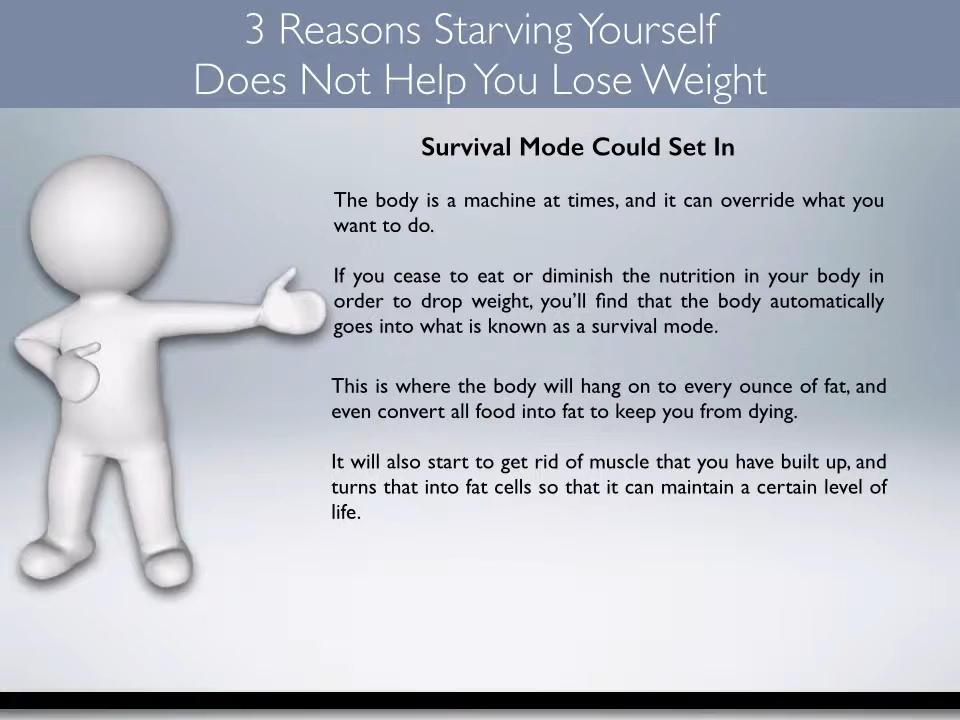 3 Reasons Starving Yourself
Does Not Help You Lose Weight
Survival Mode Could Set In
The body is a machine at times, and it can override what you
want to do.
If you cease to eat or diminish the nutrition in your body in
order to drop weight, you'll find that the body automatically
goes into what is known as a survival mode.
This is where the body will hang on to every ounce of fat, and
even convert all food into fat to keep you from dying.
It will also start to get rid of muscle that you have built up, and
turns that into fat cells so that it can maintain a certain level of
life.